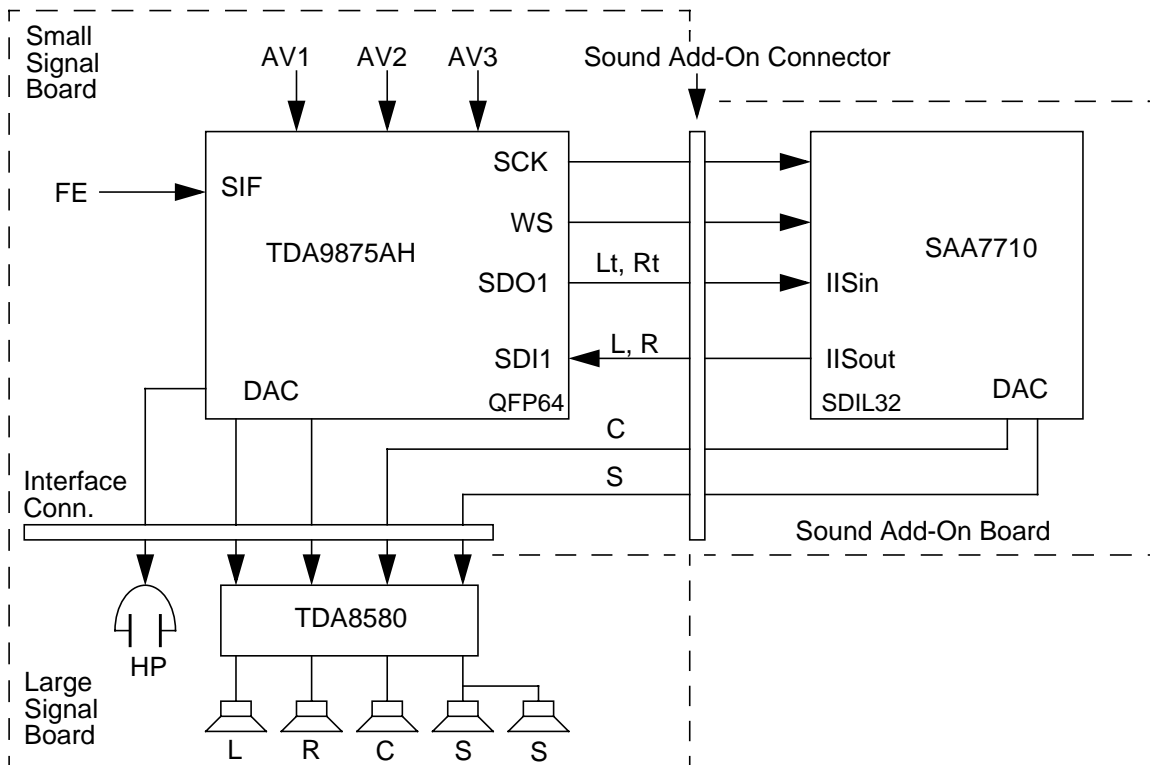 Small
Signal
Board
AV1
AV2
AV3
Sound Add-On Connector
FE
SIF
SCK
TDA9875AH
WS
SAA7710
Lt, Rt
SDO1
IISin
L, R
SDI1
IISout
DAC
QFP64
SDIL32
DAC
C
S
Interface
Conn.
Sound Add-On Board
TDA8580
HP
Large
Signal
Board
L
R
C
S
S